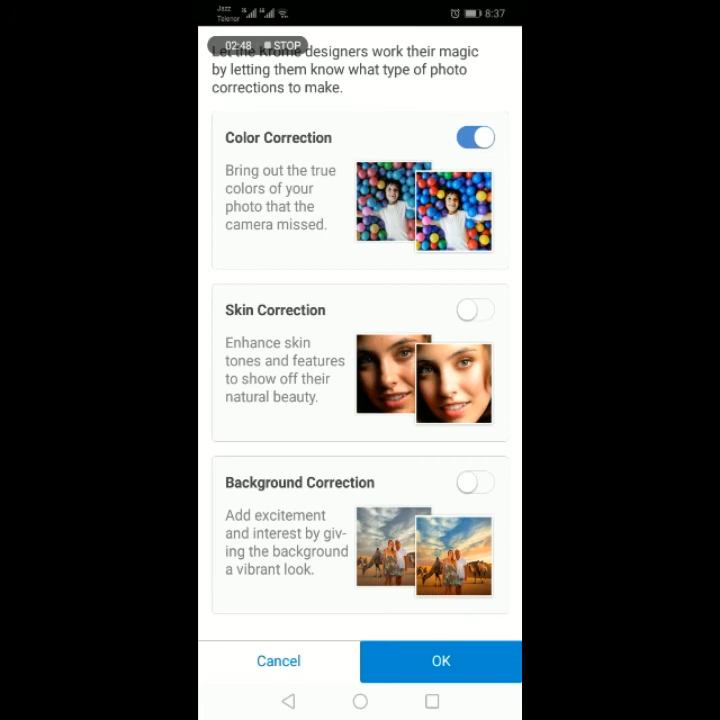 Jazz
Telenor
8:37
02:48 STOP
Let the Krome designers work their magic
by letting them know what type of photo
corrections to make.
Color Correction
Bring out the true
colors of your
photo that the
camera missed.
Skin Correction
Enhance skin
tones and features
to show off their
natural beauty.
Background Correction
Add excitement
and interest by giv-
ing the background
a vibrant look.
Cancel
OK